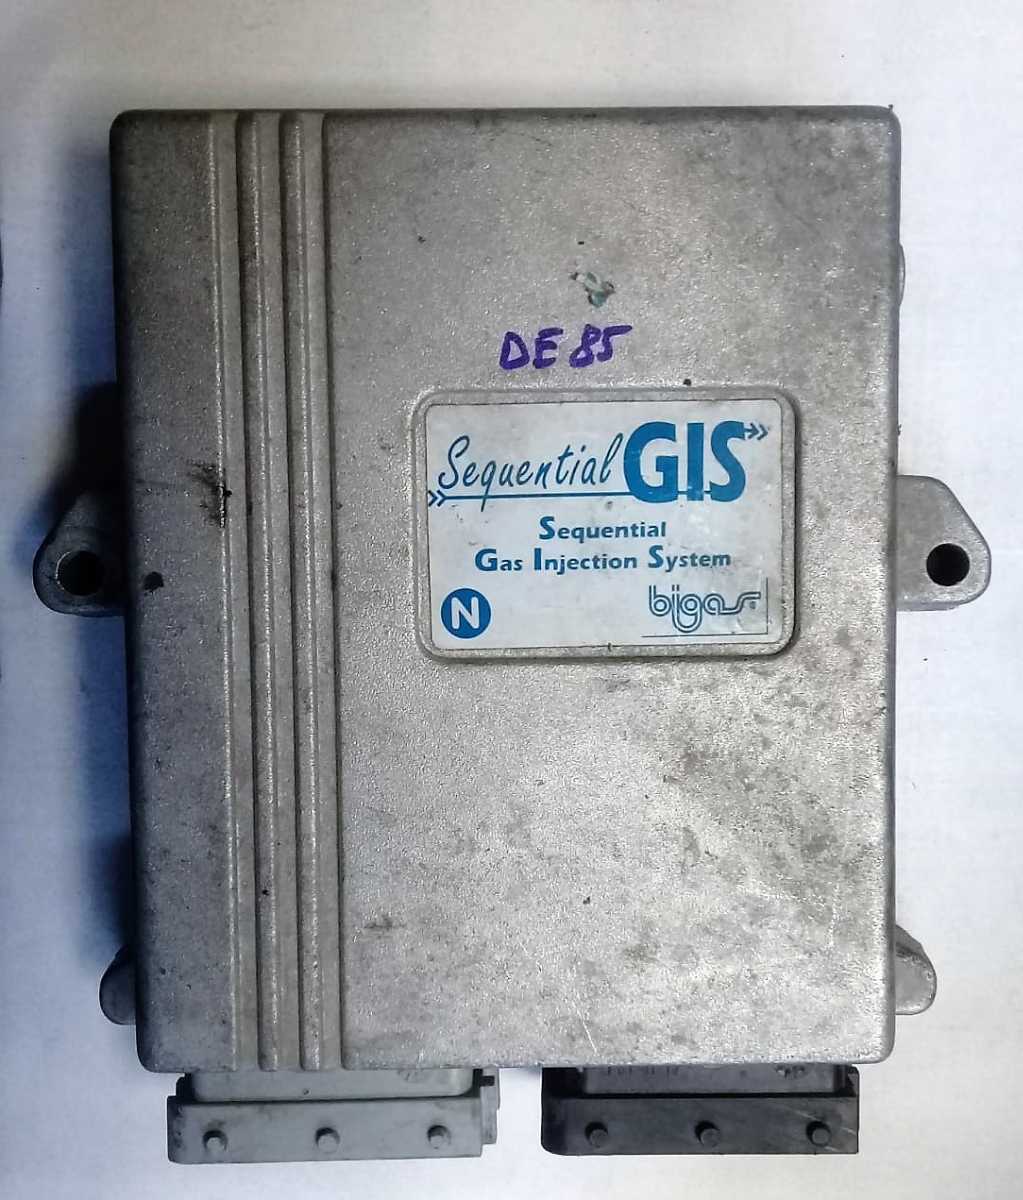 DE 85
Sequential GIS
Sequential
Gas Injection System
N
bigas